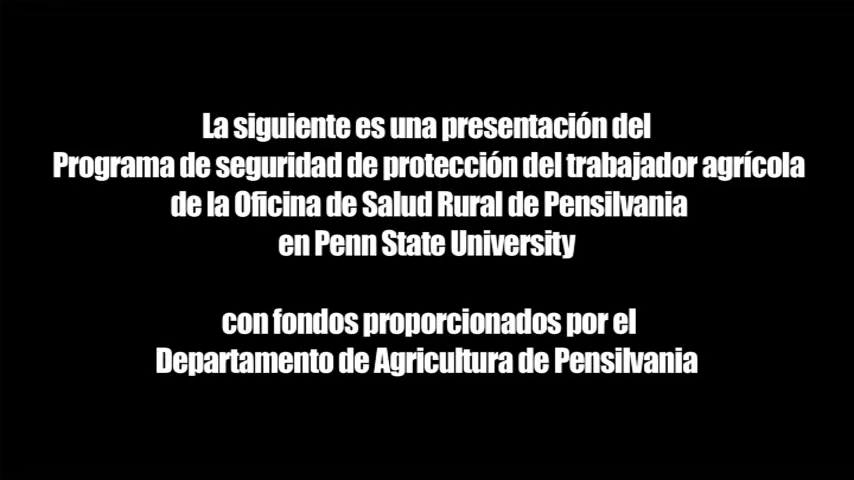 La siguiente es una presentación del
Programa de seguridad de protección del trabajador agrícola
de la Oficina de Salud Rural de Pensilvania
en Penn State University
con fondos proporcionados por el
Departamento de Agricultura de Pensilvania